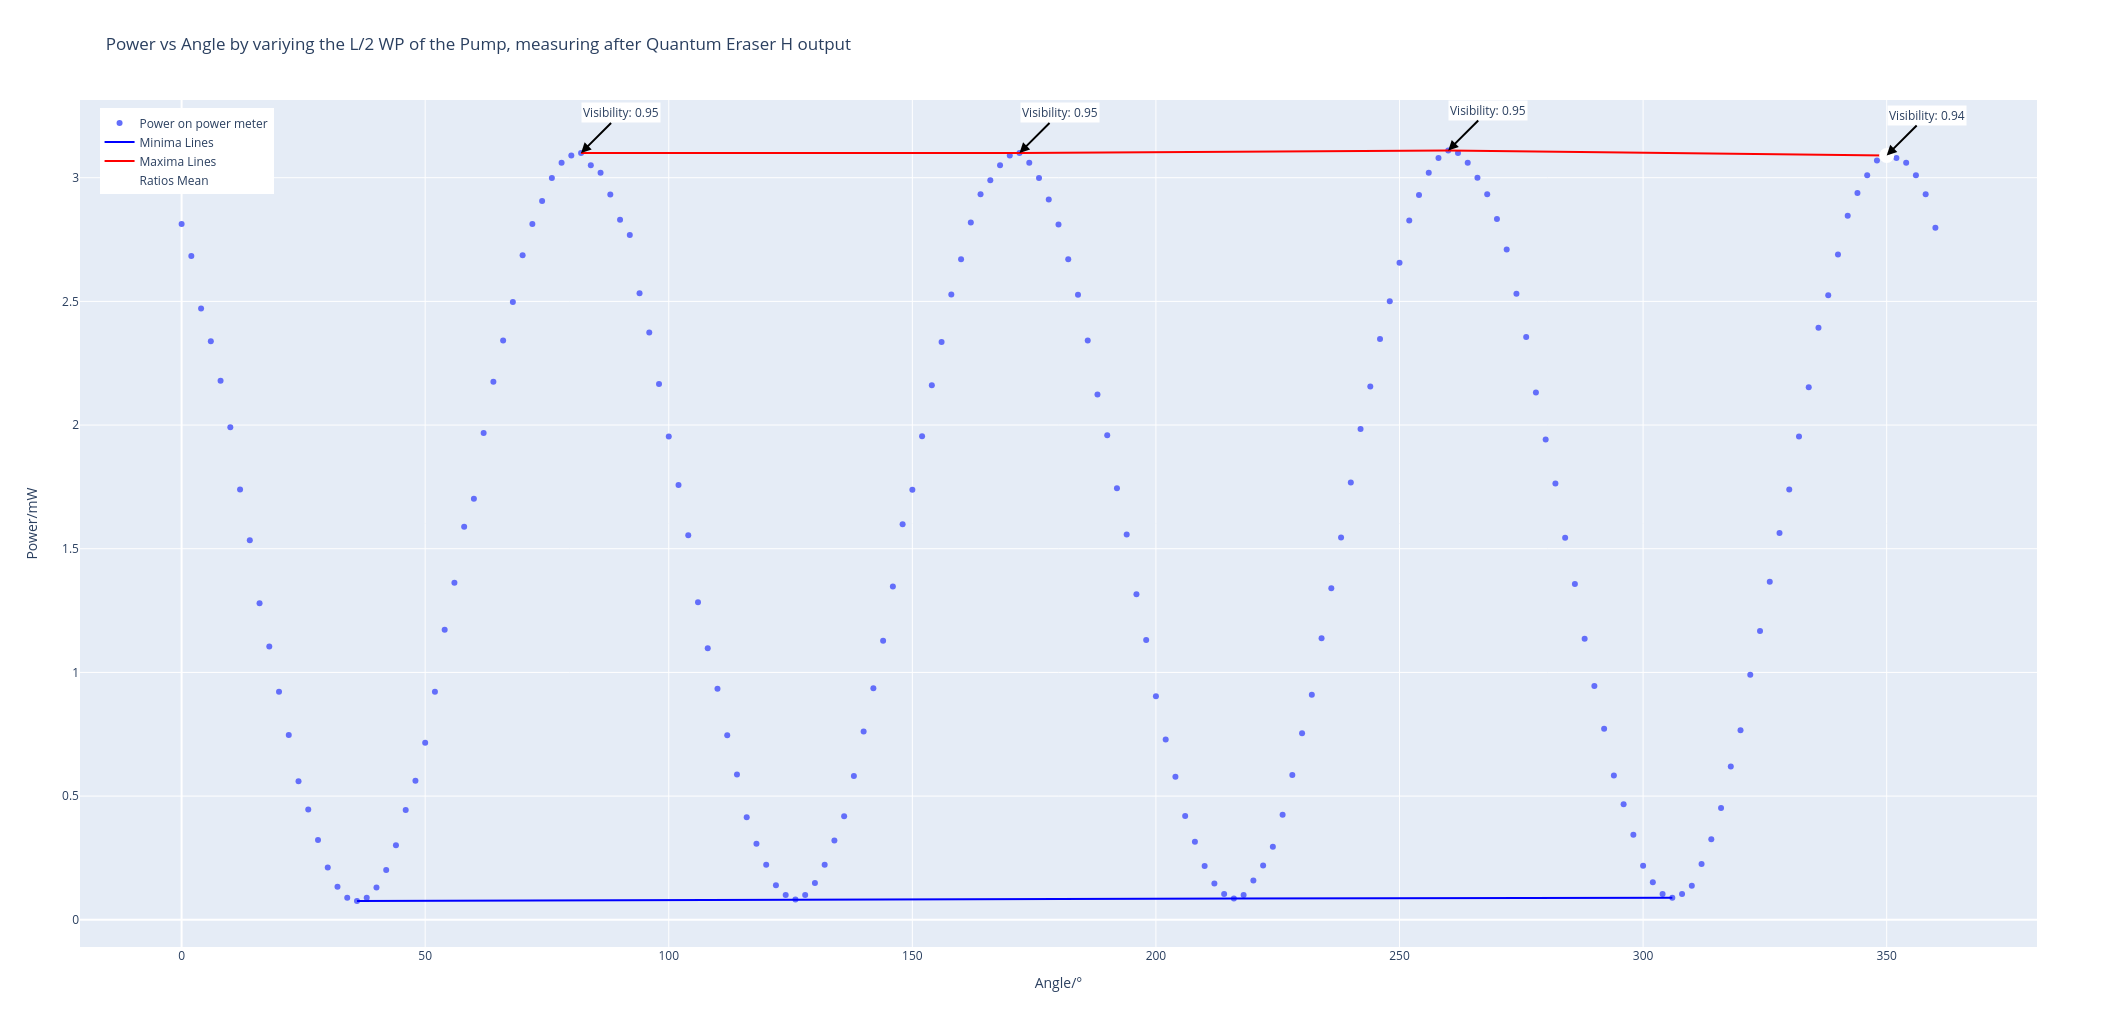 Power vs Angle by variying the L/2 WP of the Pump, measuring after Quantum Eraser H output
Visibility: 0.95
Visibility: 0.95
Visibility: 0.95
Visibility: 0.94
Power on power meter
Minima Lines
Maxima Lines
Ratios Mean
3
2.5
2
1.5
1
0.5
0
Power/mW
0
50
100
150
200
250
300
350
Angle/°